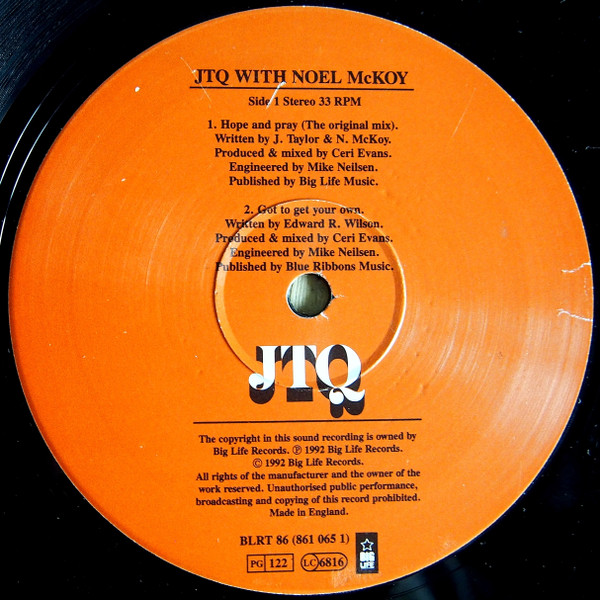 JTQ WITH NOEL McKOY
Side 1 Stereo 33 RPM
1. Hope and pray (The original mix).
Written by J. Taylor & N. McKoy.
Produced & mixed by Ceri Evans.
Engineered by Mike Neilsen.
Published by Big Life Music.
2. Got to get your own.
Written by Edward R. Wilson.
Produced & mixed by Ceri Evans.
Engineered by Mike Neilsen.
Published by Blue Ribbons Music.
JTQ
The copyright in this sound recording is owned by
Big Life Records. ℗ 1992 Big Life Records.
© 1992 Big Life Records.
All rights of the manufacturer and the owner of the
work reserved. Unauthorised public performance,
broadcasting and copying of this record prohibited.
Made in England.
BLRT 86 (861 065 1)
PG 122 LC 6816
BIG
LIFE